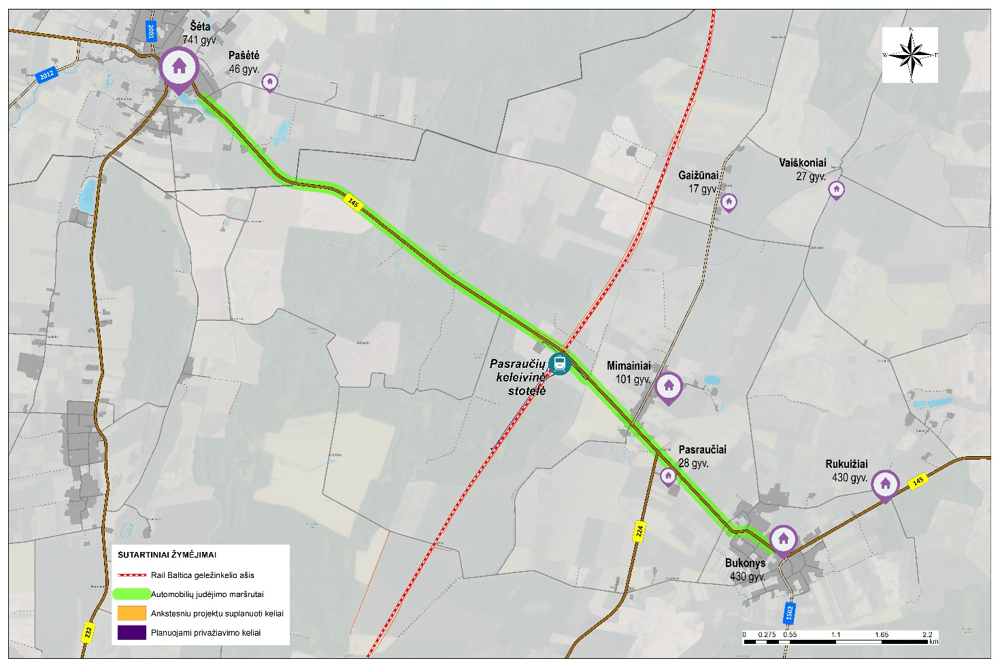 2001
Šėta
741 gyv.
Pašėtė
46 gyv.
2012
N
W
S
Vaiškoniai
27 gyv.
Gaižūnai
17 gyv.
145
Mimainiai
101 gyv.
Pasraučių
keleivinė
stotelė
Pasraučiai
28 gyv.
Rukuižiai
430 gyv.
145
224
Bukonys
430 gyv.
1502
232
SUTARTINIAI ŽYMĖJIMAI
Rail Baltica geležinkelio ašis
Automobilių judėjimo maršrutai
Ankstesniu projektu suplanuoti keliai
Planuojami privažiavimo keliai
0 0.275 0.55 1.1 1.65 2.2
km